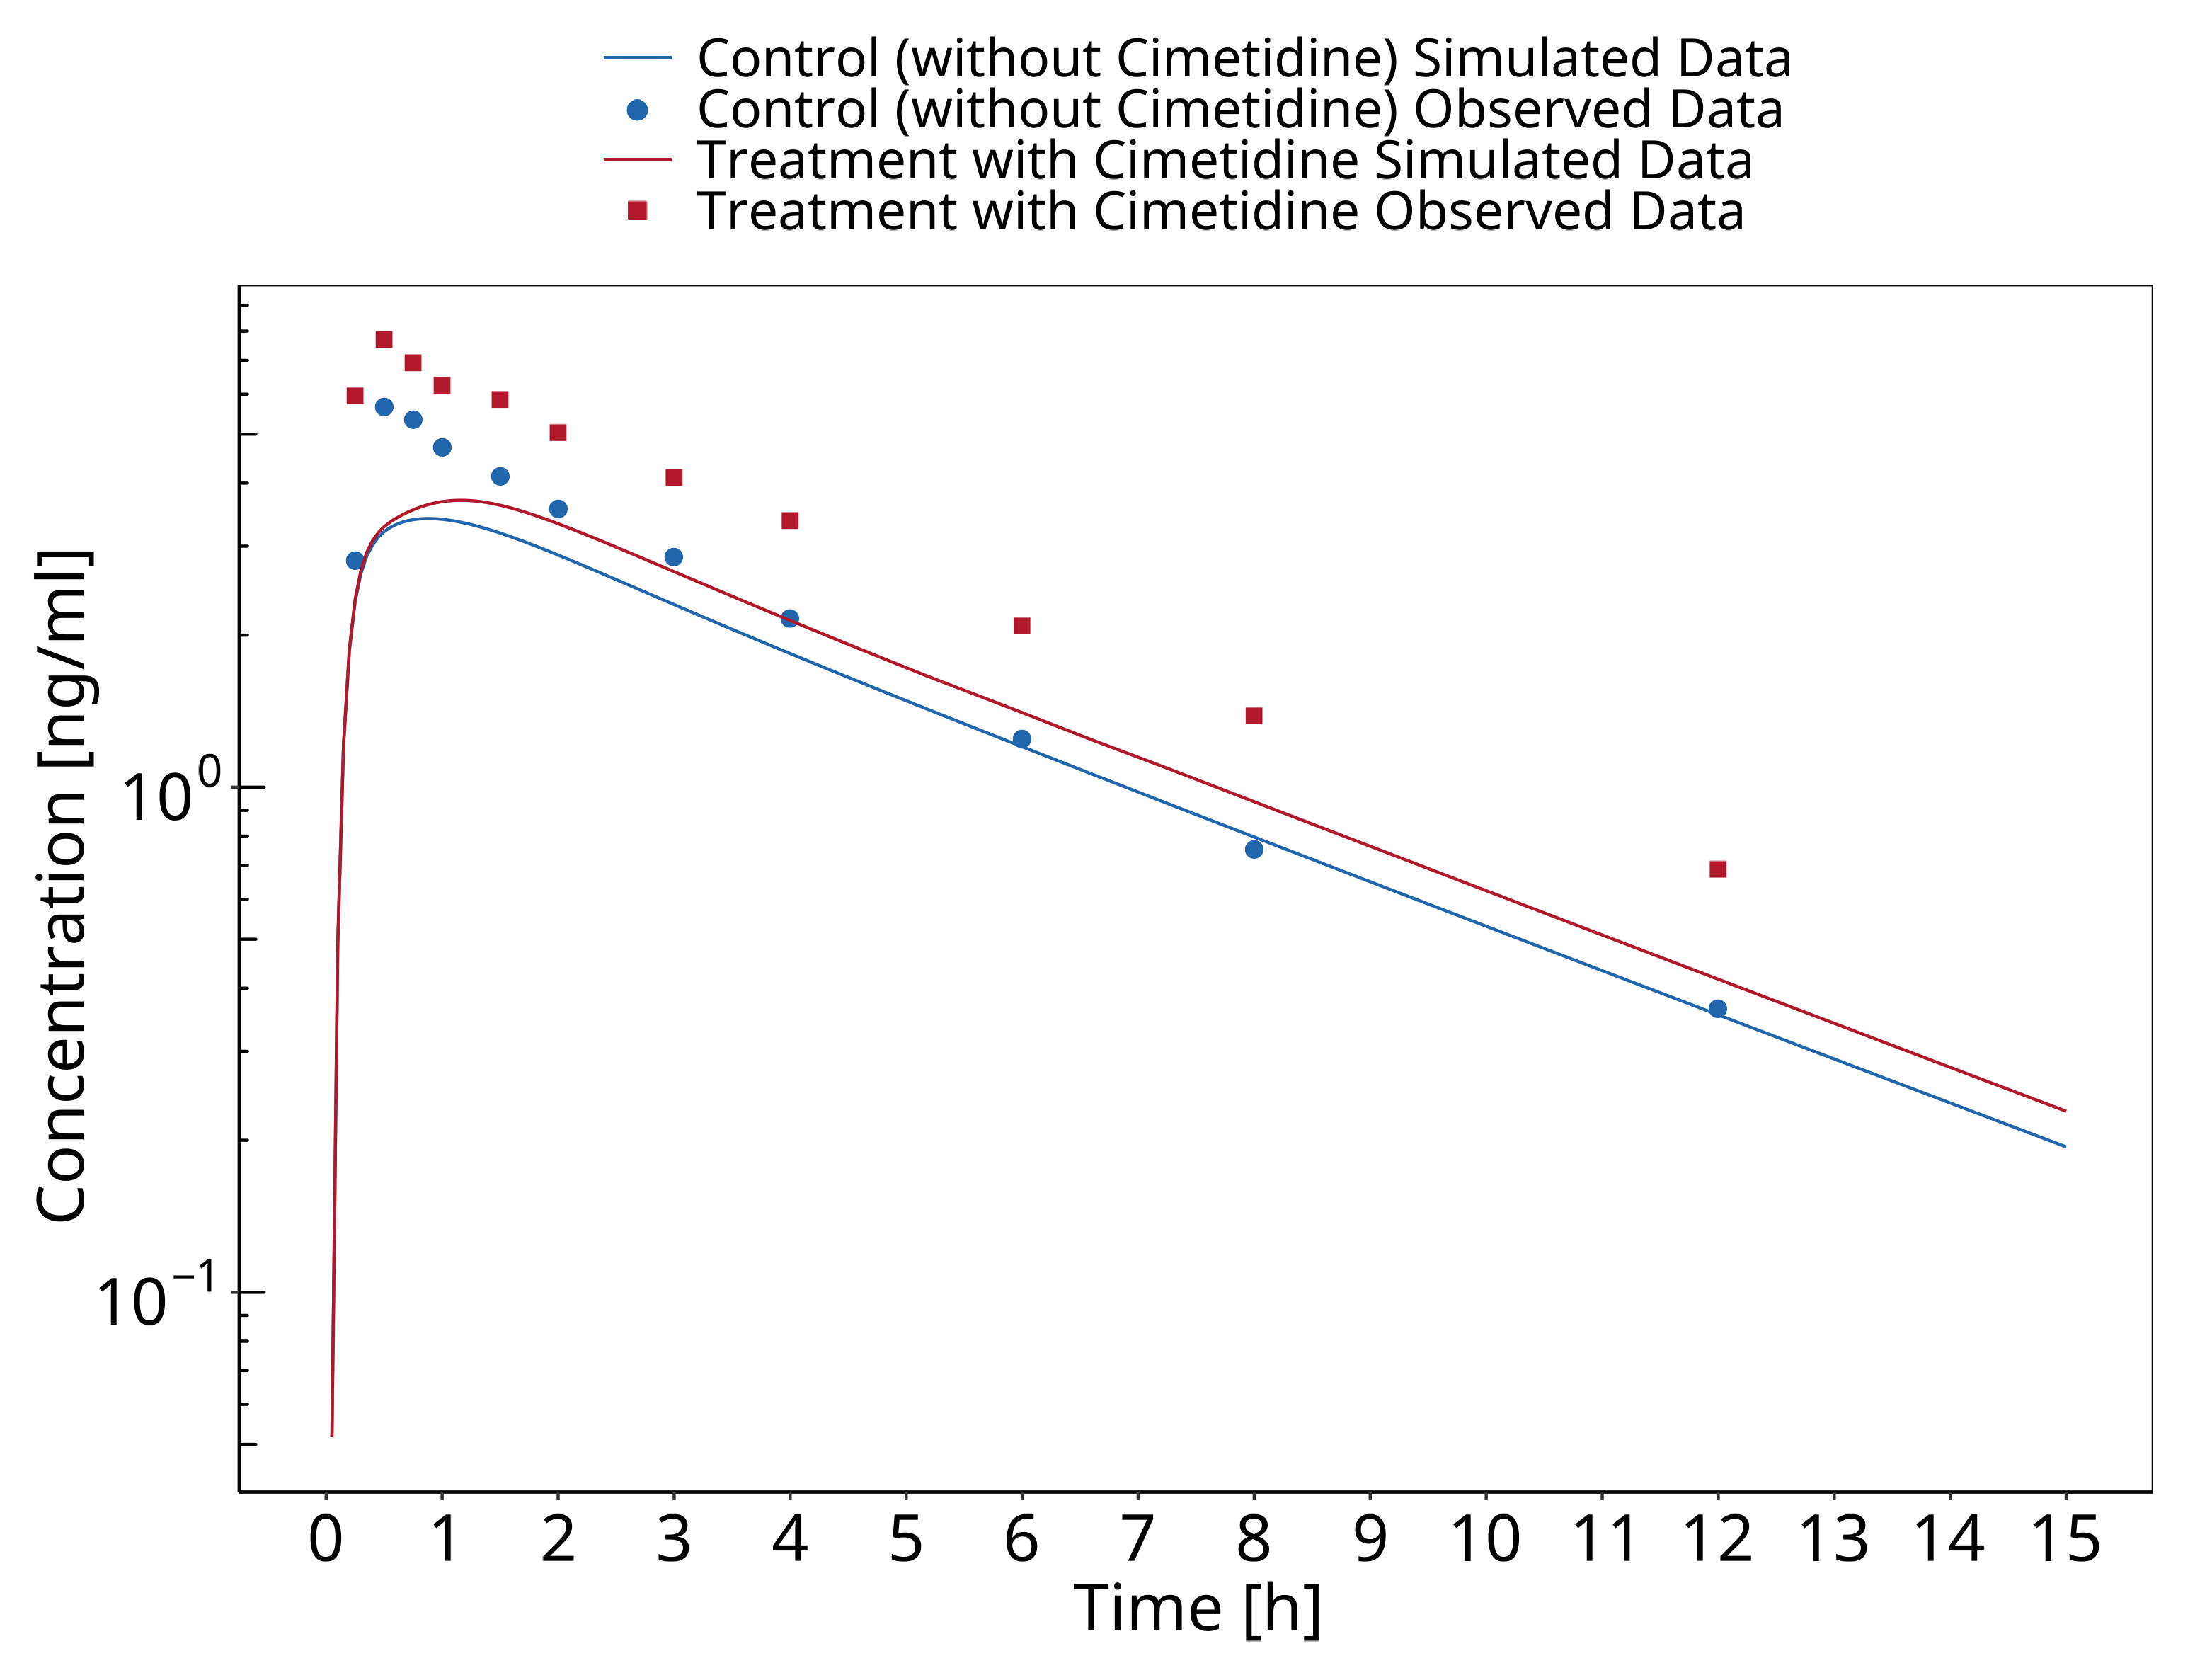 Control (without Cimetidine) Simulated Data
Control (without Cimetidine) Observed Data
Treatment with Cimetidine Simulated Data
Treatment with Cimetidine Observed Data
Concentration [ng/ml]
10⁰
10⁻¹
0 1 2 3 4 5 6 7 8 9 10 11 12 13 14 15
Time [h]